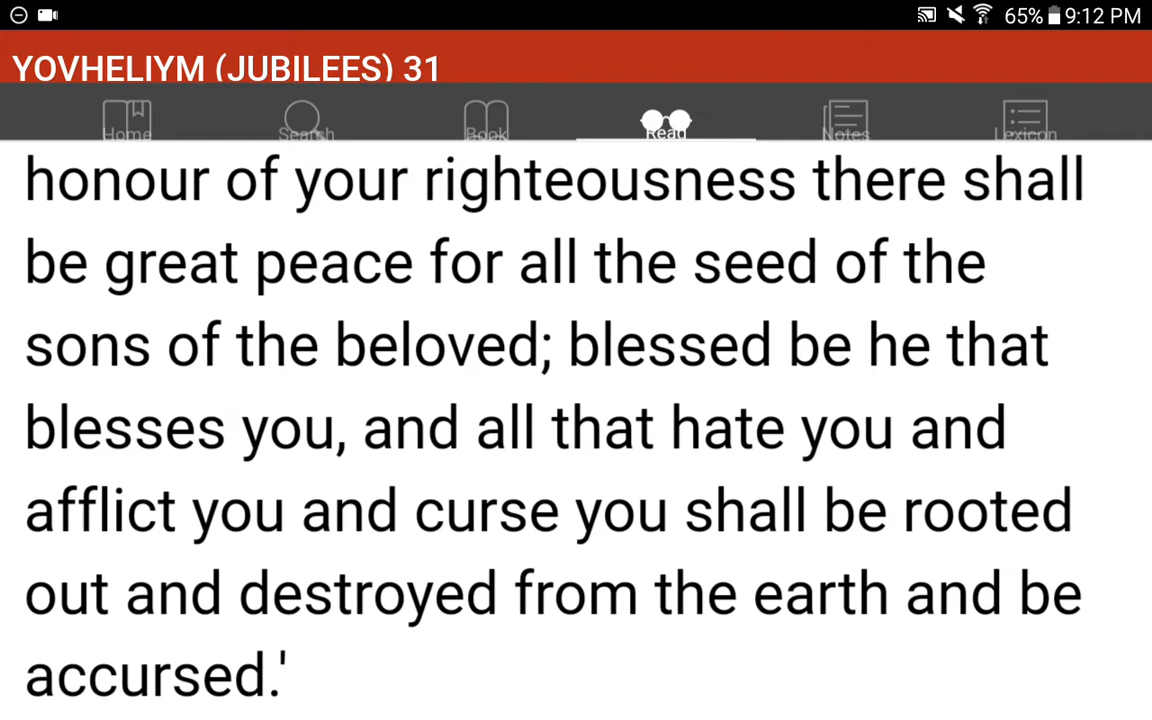 65% 9:12 PM
YOVHELIYM (JUBILEES) 31
Home Search Book Read Notes Lexicon
honour of your righteousness there shall
be great peace for all the seed of the
sons of the beloved; blessed be he that
blesses you, and all that hate you and
afflict you and curse you shall be rooted
out and destroyed from the earth and be
accursed.'